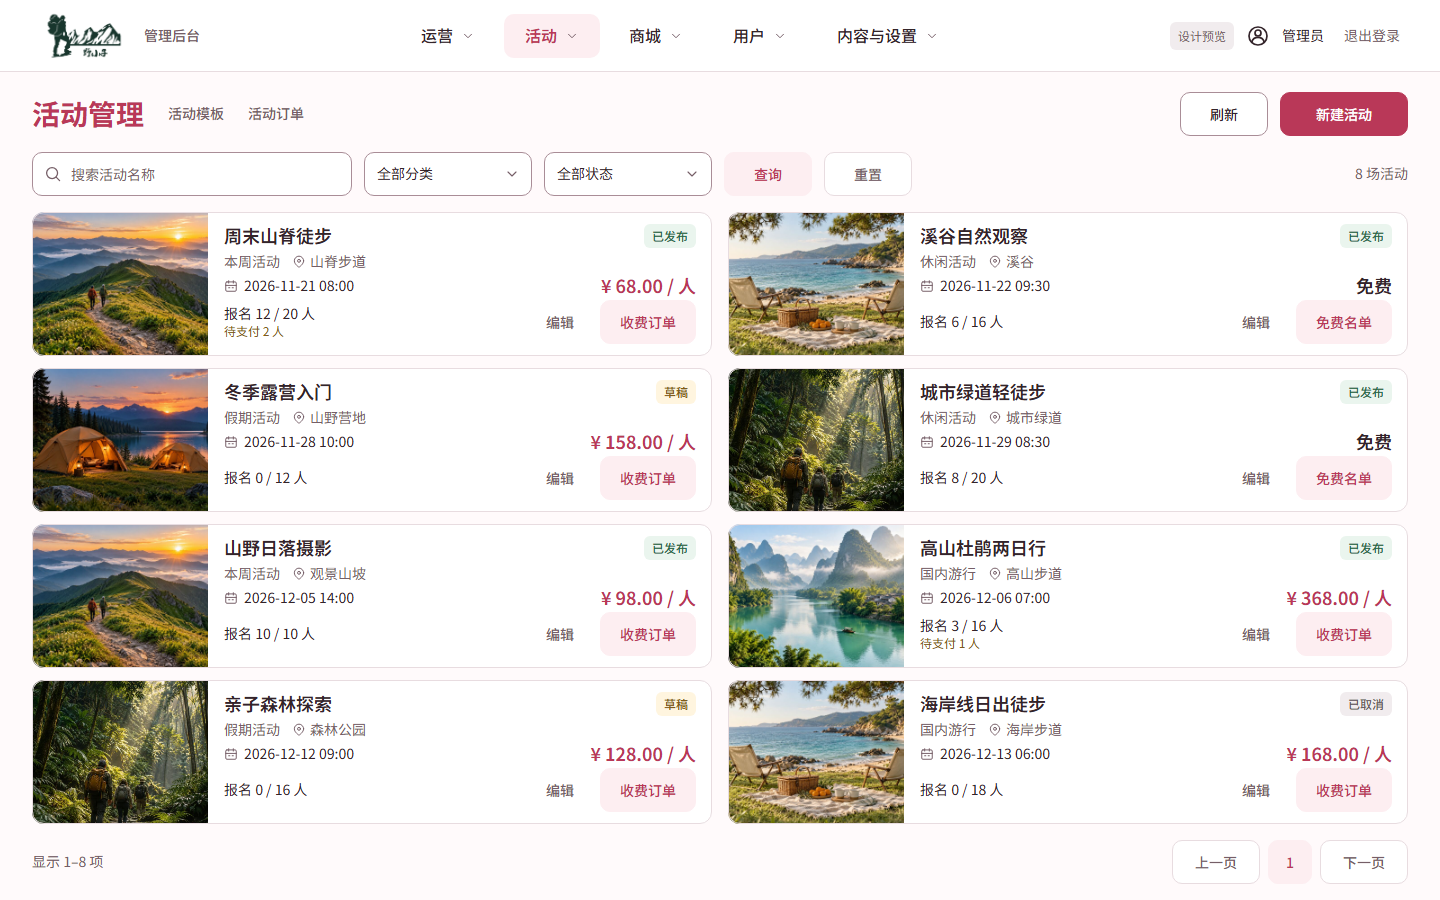 野小子
管理后台
运营
活动
商城
用户
内容与设置
设计预览
管理员
退出登录
活动管理
活动模板
活动订单
刷新
新建活动
搜索活动名称
全部分类
全部状态
查询
重置
8 场活动
周末山脊徒步
已发布
本周活动 山脊步道
2026-11-21 08:00
¥ 68.00 / 人
报名 12 / 20 人
待支付 2 人
编辑
收费订单
溪谷自然观察
已发布
休闲活动 溪谷
2026-11-22 09:30
免费
报名 6 / 16 人
编辑
免费名单
冬季露营入门
草稿
假期活动 山野营地
2026-11-28 10:00
¥ 158.00 / 人
报名 0 / 12 人
编辑
收费订单
城市绿道轻徒步
已发布
休闲活动 城市绿道
2026-11-29 08:30
免费
报名 8 / 20 人
编辑
免费名单
山野日落摄影
已发布
本周活动 观景山坡
2026-12-05 14:00
¥ 98.00 / 人
报名 10 / 10 人
编辑
收费订单
高山杜鹃两日行
已发布
国内游行 高山步道
2026-12-06 07:00
¥ 368.00 / 人
报名 3 / 16 人
待支付 1 人
编辑
收费订单
亲子森林探索
草稿
假期活动 森林公园
2026-12-12 09:00
¥ 128.00 / 人
报名 0 / 16 人
编辑
收费订单
海岸线日出徒步
已取消
国内游行 海岸步道
2026-12-13 06:00
¥ 168.00 / 人
报名 0 / 18 人
编辑
收费订单
显示 1–8 项
上一页
1
下一页